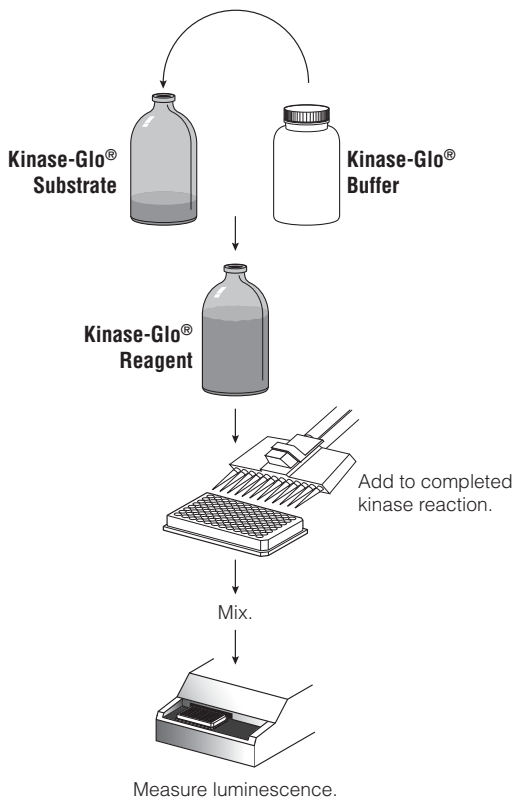 Kinase-Glo®
Substrate
Kinase-Glo®
Buffer
Kinase-Glo®
Reagent
Add to completed
kinase reaction.
Mix.
Measure luminescence.